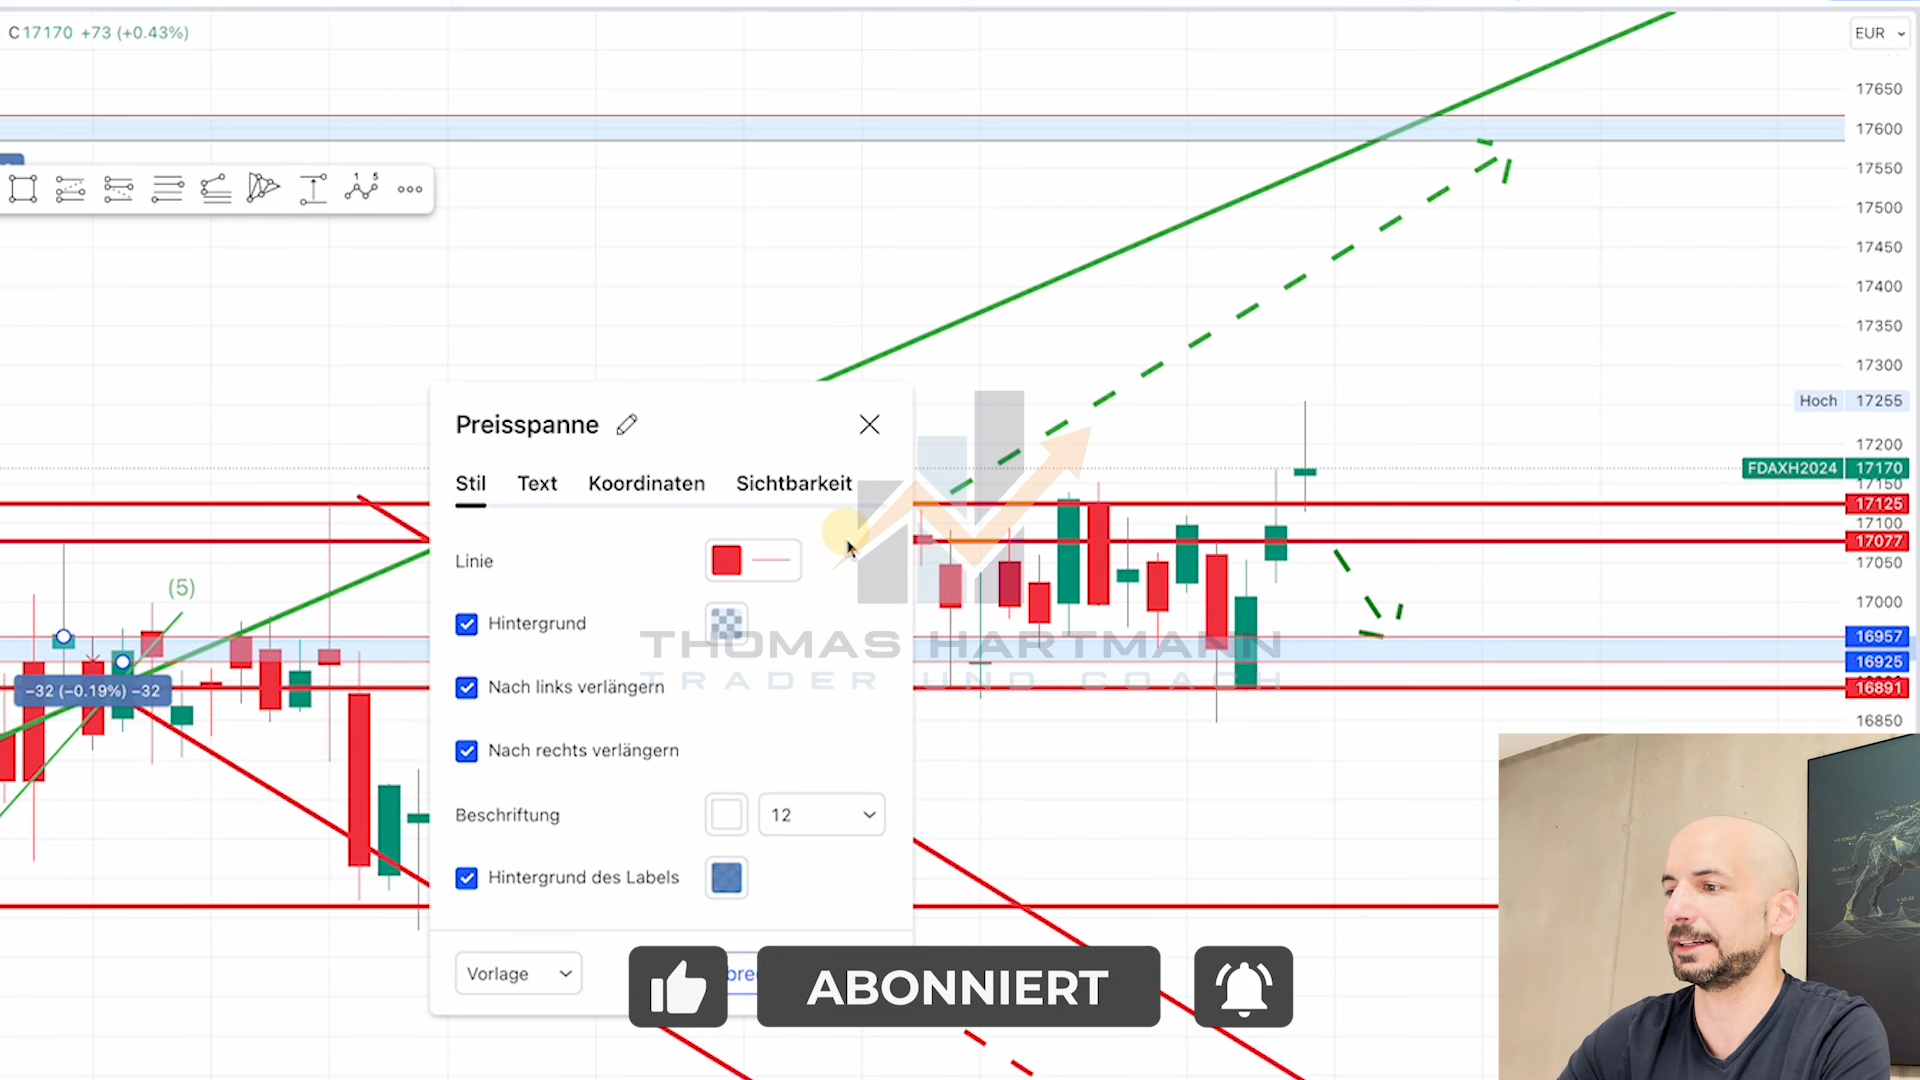 C17170 +73 (+0.43%)
EUR
17650
17600
17550
17500
17450
17400
17350
17300
Hoch 17255
17200
FDAXH2024 17170
17150
17125
17100
17077
17050
17000
16957
16925
16891
16850
1 5
(5)
−32 (−0.19%) −32
Preisspanne
Stil Text Koordinaten Sichtbarkeit
Linie
Hintergrund
Nach links verlängern
Nach rechts verlängern
Beschriftung 12
Hintergrund des Labels
Vorlage
THOMAS HARTMANN
TRADER UND COACH
ABONNIERT